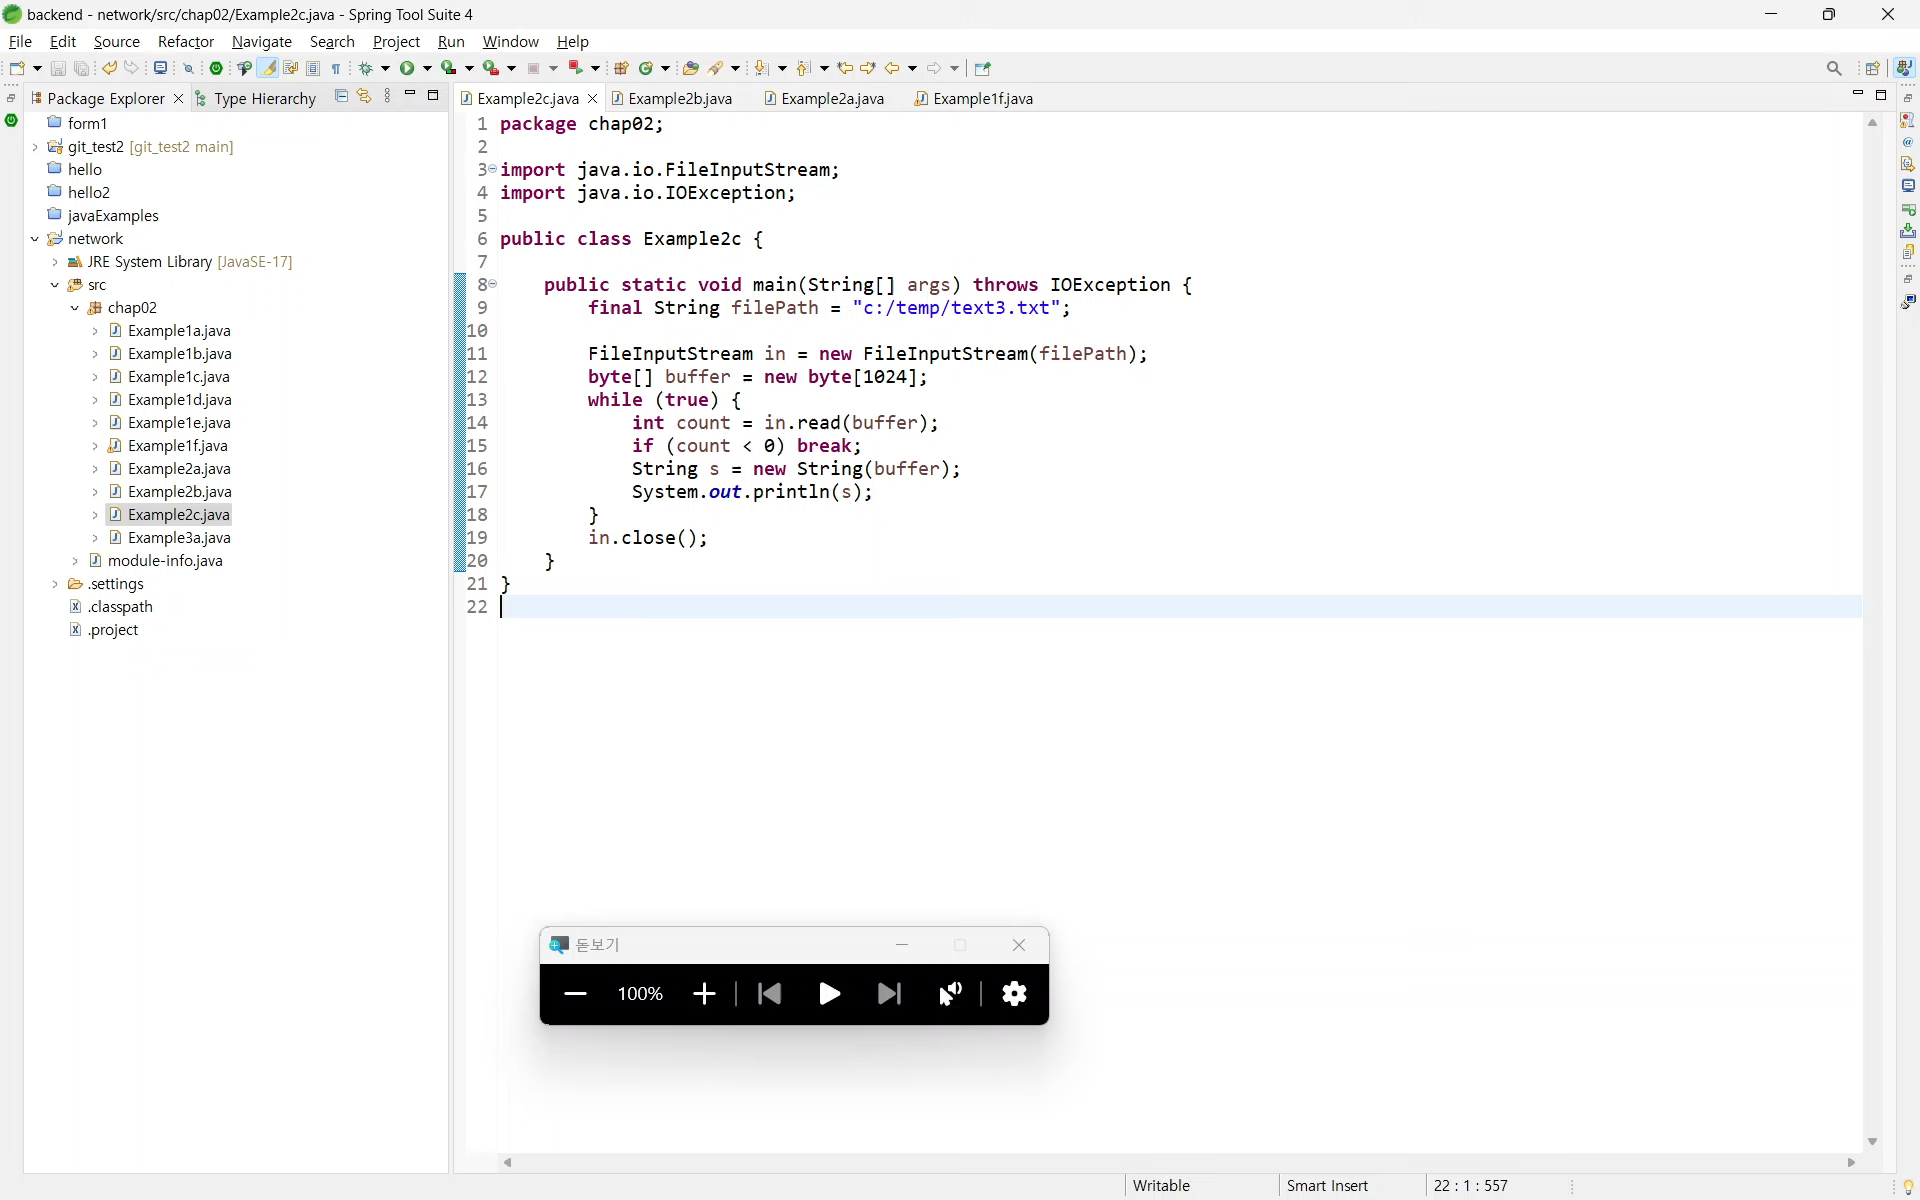 backend - network/src/chap02/Example2c.java - Spring Tool Suite 4
File Edit Source Refactor Navigate Search Project Run Window Help
Package Explorer Type Hierarchy
Example2c.java Example2b.java Example2a.java Example1f.java
form1
git_test2 [git_test2 main]
hello
hello2
javaExamples
network
JRE System Library [JavaSE-17]
src
chap02
Example1a.java
Example1b.java
Example1c.java
Example1d.java
Example1e.java
Example1f.java
Example2a.java
Example2b.java
Example2c.java
Example3a.java
module-info.java
.settings
.classpath
.project
1 package chap02;
2
3 import java.io.FileInputStream;
4 import java.io.IOException;
5
6 public class Example2c {
7
8     public static void main(String[] args) throws IOException {
9         final String filePath = "c:/temp/text3.txt";
10
11         FileInputStream in = new FileInputStream(filePath);
12         byte[] buffer = new byte[1024];
13         while (true) {
14             int count = in.read(buffer);
15             if (count < 0) break;
16             String s = new String(buffer);
17             System.out.println(s);
18         }
19         in.close();
20     }
21 }
22
돋보기
100%
Writable Smart Insert 22 : 1 : 557